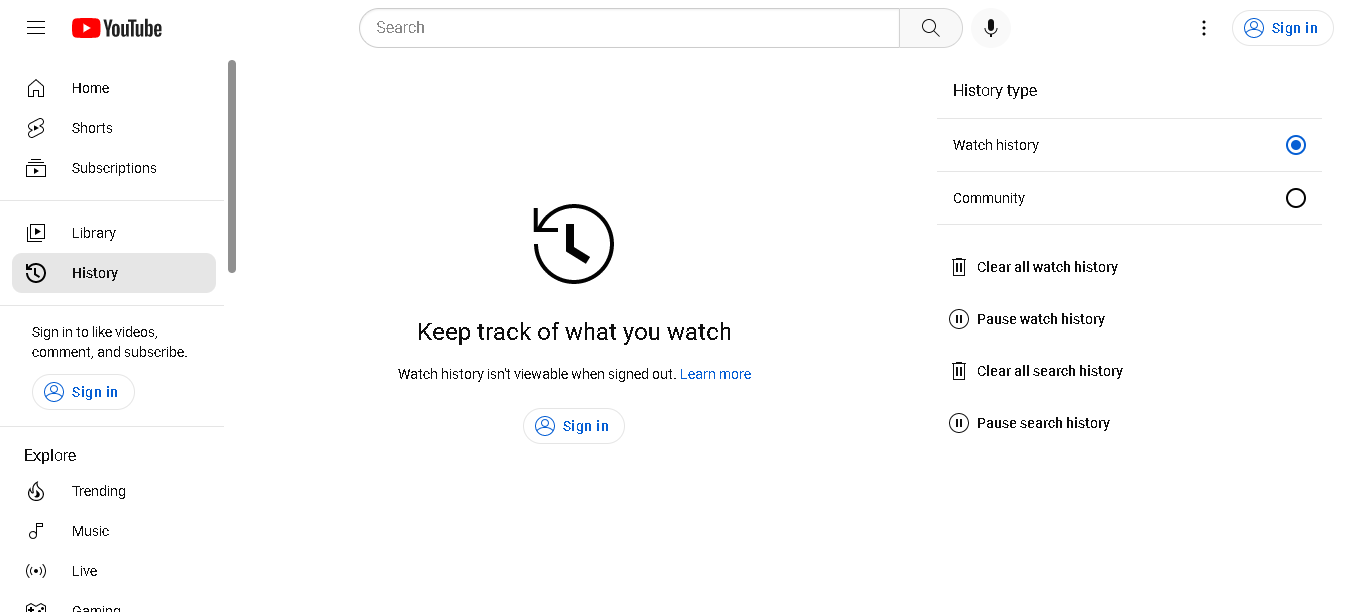 YouTube
Search
Sign in
Home
Shorts
Subscriptions
Library
History
Sign in to like videos,
comment, and subscribe.
Sign in
Explore
Trending
Music
Live
Gaming
Keep track of what you watch
Watch history isn't viewable when signed out. Learn more
Sign in
History type
Watch history
Community
Clear all watch history
Pause watch history
Clear all search history
Pause search history